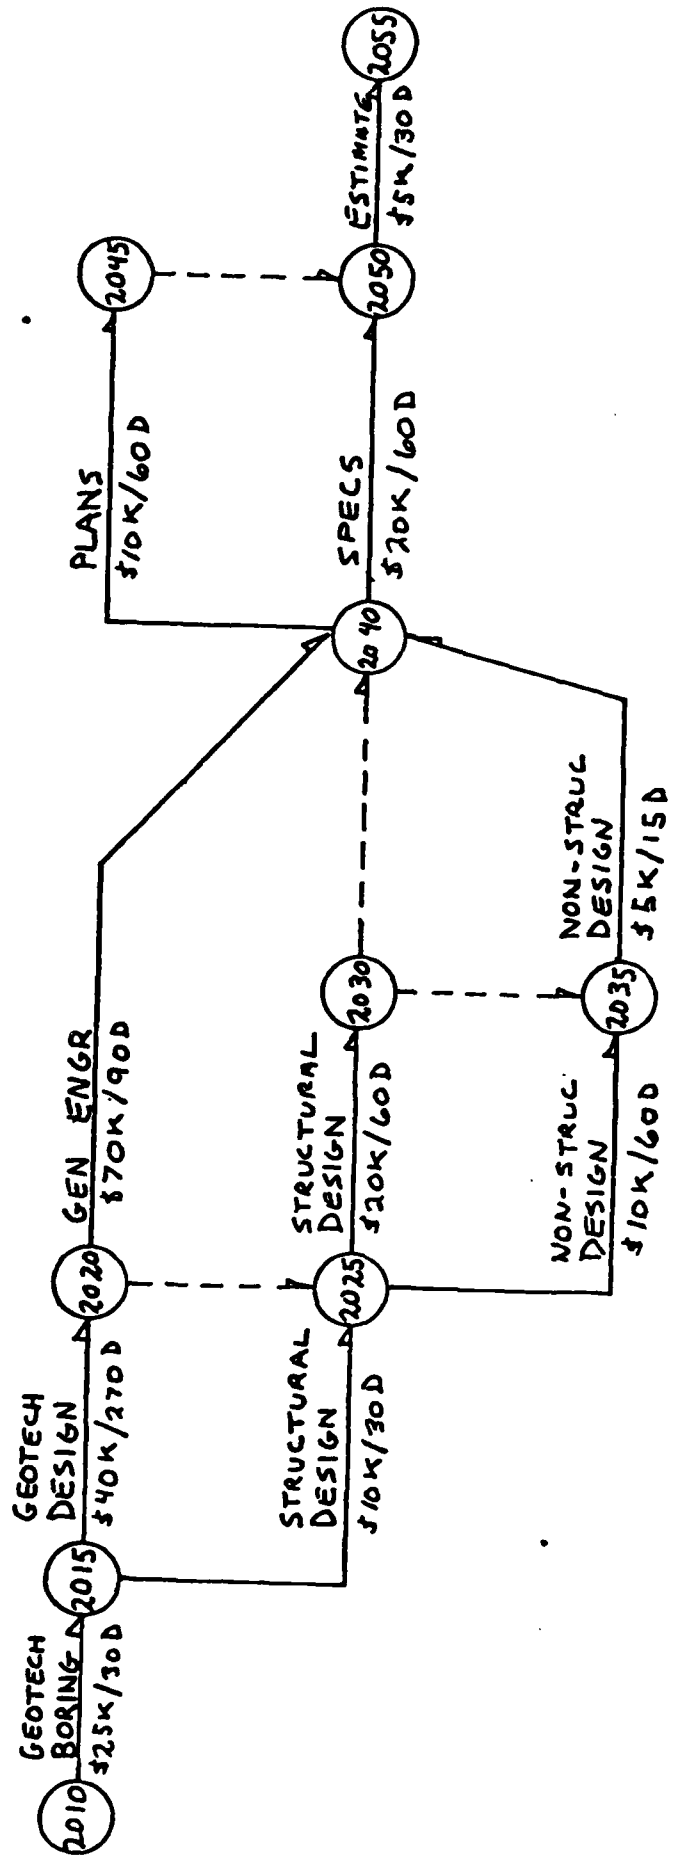 2010
GEOTECH
BORING
$25K/30D
2015
GEOTECH
DESIGN
$40K/270D
2020
GEN ENGR
$70K/90D
STRUCTURAL
DESIGN
$10K/30D
2025
STRUCTURAL
DESIGN
$20K/60D
2030
NON-STRUC
DESIGN
$10K/60D
2035
NON-STRUC
DESIGN
$5K/15D
2040
PLANS
$10K/60D
2045
SPECS
$20K/60D
2050
ESTIMATE
$5K/30D
2055